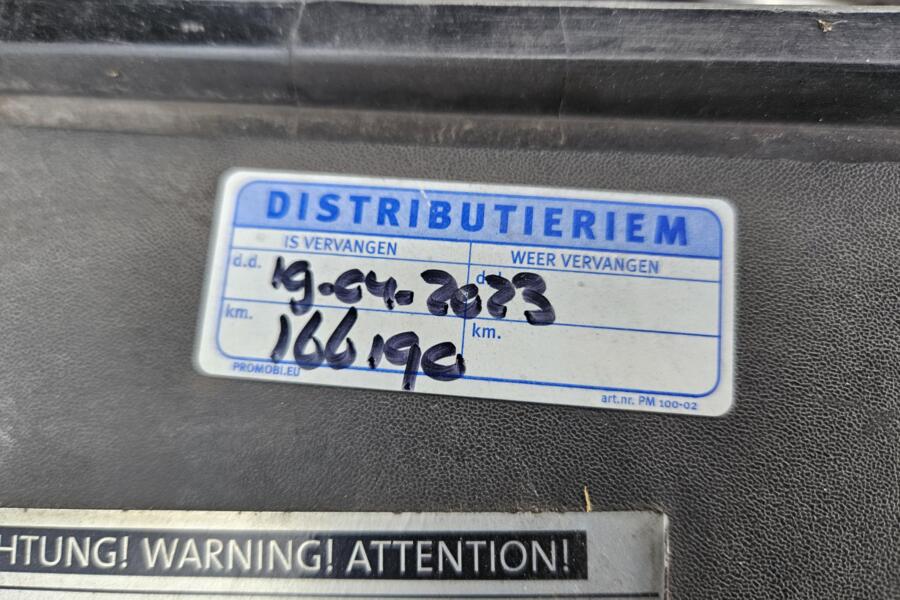 DISTRIBUTIERIEM
IS VERVANGEN WEER VERVANGEN
d.d. 19-04-2023
km. 166190 km.
PROMOBI.EU art.nr. PM 100-02
HTUNG! WARNING! ATTENTION!